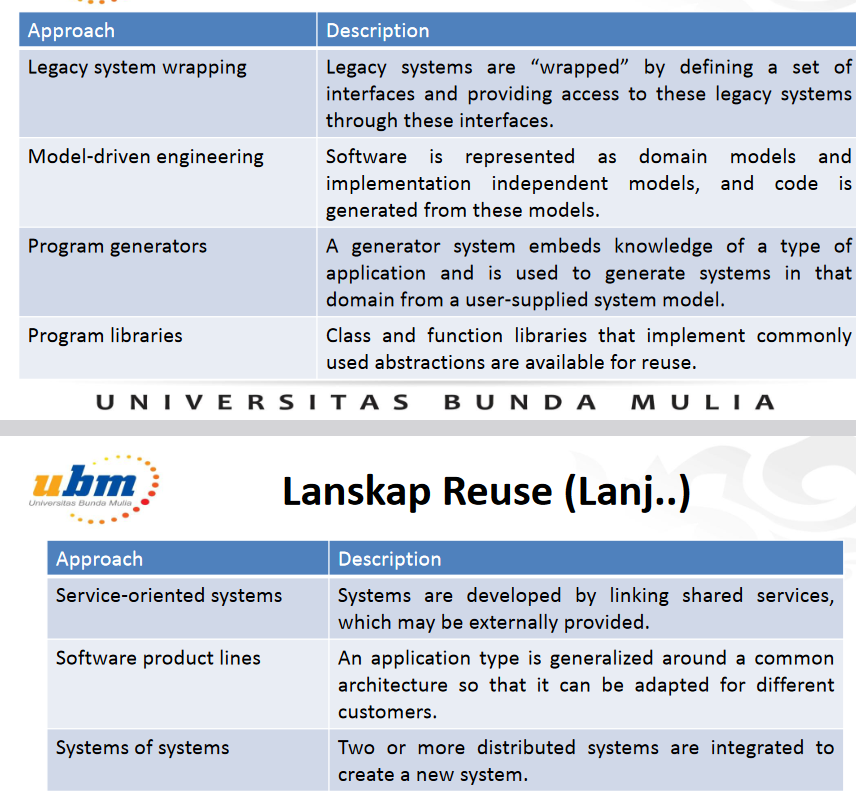 Approach Description
Legacy system wrapping Legacy systems are “wrapped” by defining a set of
interfaces and providing access to these legacy systems
through these interfaces.
Model-driven engineering Software is represented as domain models and
implementation independent models, and code is
generated from these models.
Program generators A generator system embeds knowledge of a type of
application and is used to generate systems in that
domain from a user-supplied system model.
Program libraries Class and function libraries that implement commonly
used abstractions are available for reuse.
UNIVERSITAS BUNDA MULIA
ubm
Universitas Bunda Mulia
Lanskap Reuse (Lanj..)
Approach Description
Service-oriented systems Systems are developed by linking shared services,
which may be externally provided.
Software product lines An application type is generalized around a common
architecture so that it can be adapted for different
customers.
Systems of systems Two or more distributed systems are integrated to
create a new system.